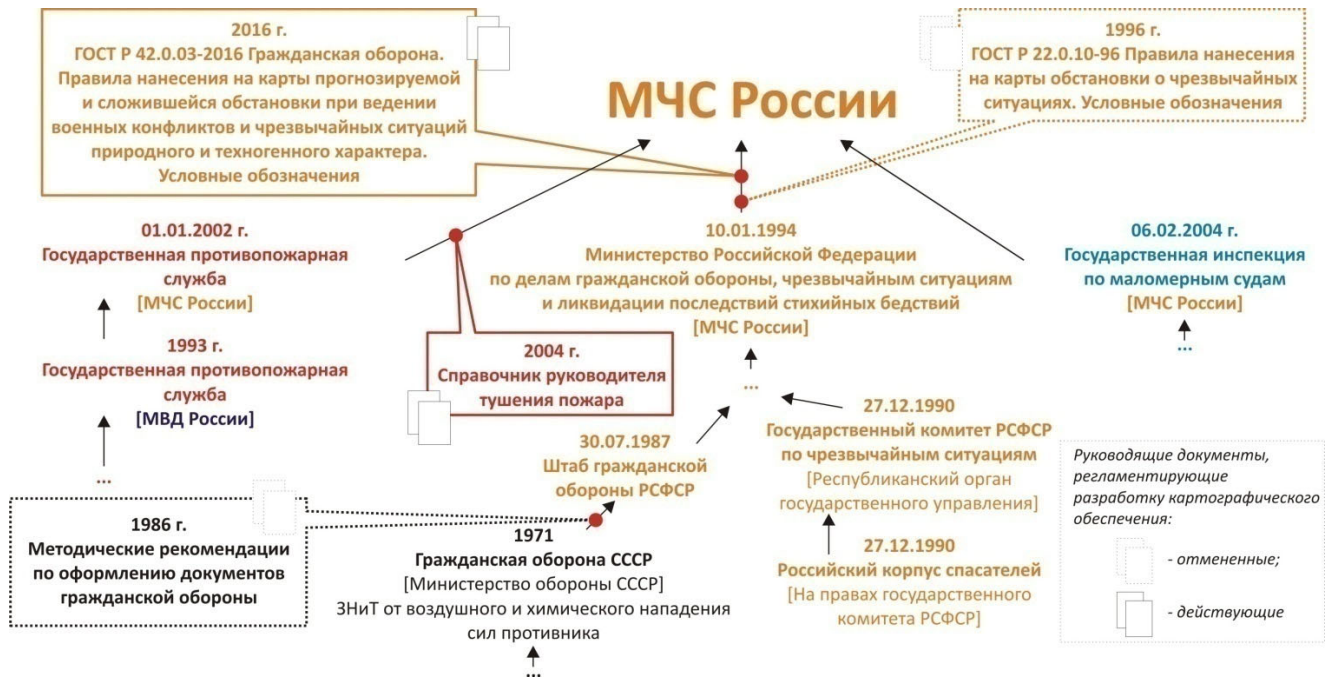 2016 г.
ГОСТ Р 42.0.03-2016 Гражданская оборона.
Правила нанесения на карты прогнозируемой
и сложившейся обстановки при ведении
военных конфликтов и чрезвычайных ситуаций
природного и техногенного характера.
Условные обозначения
МЧС России
1996 г.
ГОСТ Р 22.0.10-96 Правила нанесения
на карты обстановки о чрезвычайных
ситуациях. Условные обозначения
01.01.2002 г.
Государственная противопожарная
служба
[МЧС России]
1993 г.
Государственная противопожарная
служба
[МВД России]
...
10.01.1994
Министерство Российской Федерации
по делам гражданской обороны, чрезвычайным ситуациям
и ликвидации последствий стихийных бедствий
[МЧС России]
...
06.02.2004 г.
Государственная инспекция
по маломерным судам
[МЧС России]
...
2004 г.
Справочник руководителя
тушения пожара
30.07.1987
Штаб гражданской
обороны РСФСР
27.12.1990
Государственный комитет РСФСР
по чрезвычайным ситуациям
[Республиканский орган
государственного управления]
27.12.1990
Российский корпус спасателей
[На правах государственного
комитета РСФСР]
1986 г.
Методические рекомендации
по оформлению документов
гражданской обороны
1971
Гражданская оборона СССР
[Министерство обороны СССР]
ЗНиТ от воздушного и химического нападения
сил противника
...
Руководящие документы,
регламентирующие
разработку картографического
обеспечения:
- отмененные;
- действующие